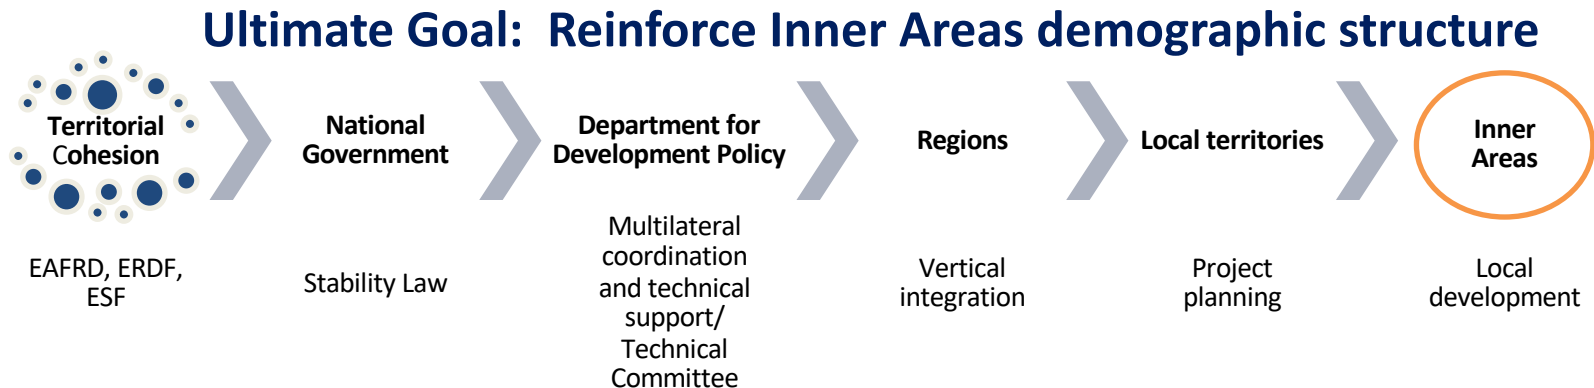 Ultimate Goal:  Reinforce Inner Areas demographic structure
Territorial
Cohesion
National
Government
Department for
Development Policy
Regions
Local territories
Inner
Areas
EAFRD, ERDF,
ESF
Stability Law
Multilateral
coordination
and technical
support/
Technical
Committee
Vertical
integration
Project
planning
Local
development